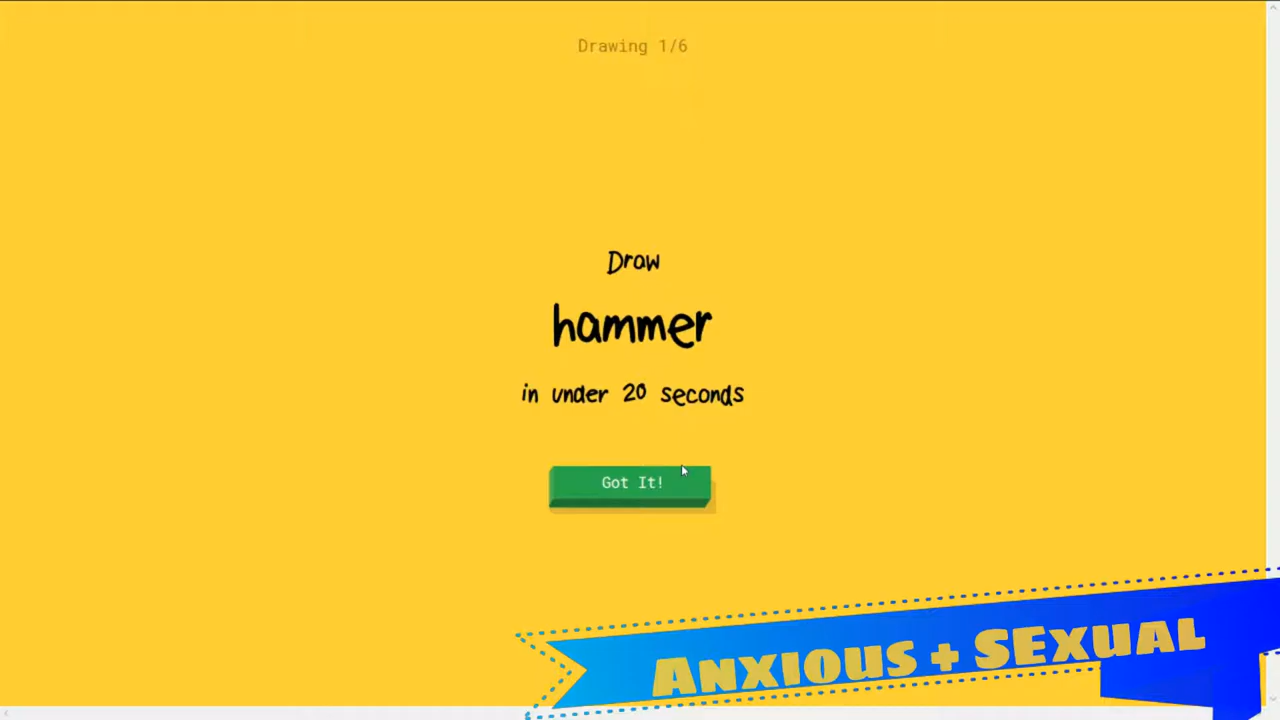 Drawing 1/6
Draw
hammer
in under 20 seconds
Got It!
ANXIOUS + SEXUAL